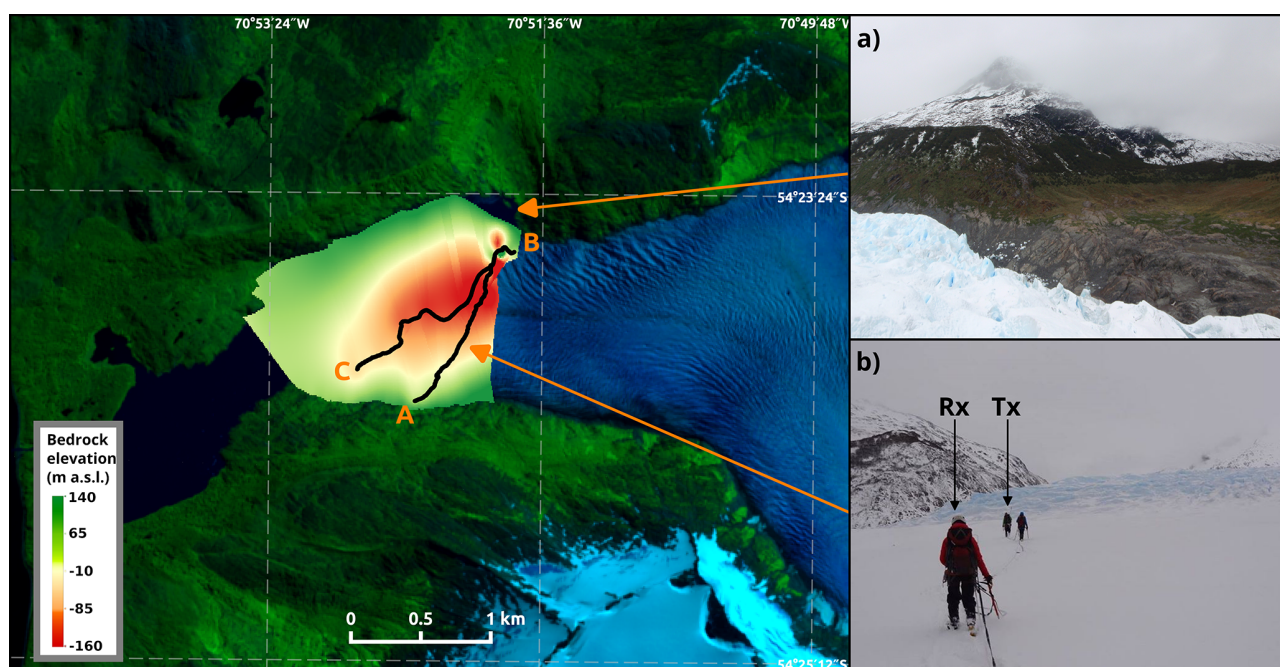 70°53′24″W
70°51′36″W
70°49′48″W
54°23′24″S
B
C
A
Bedrock
elevation
(m a.s.l.)
140
65
-10
-85
-160
0 0.5 1 km
54°25′12″S
a)
b)
Rx Tx